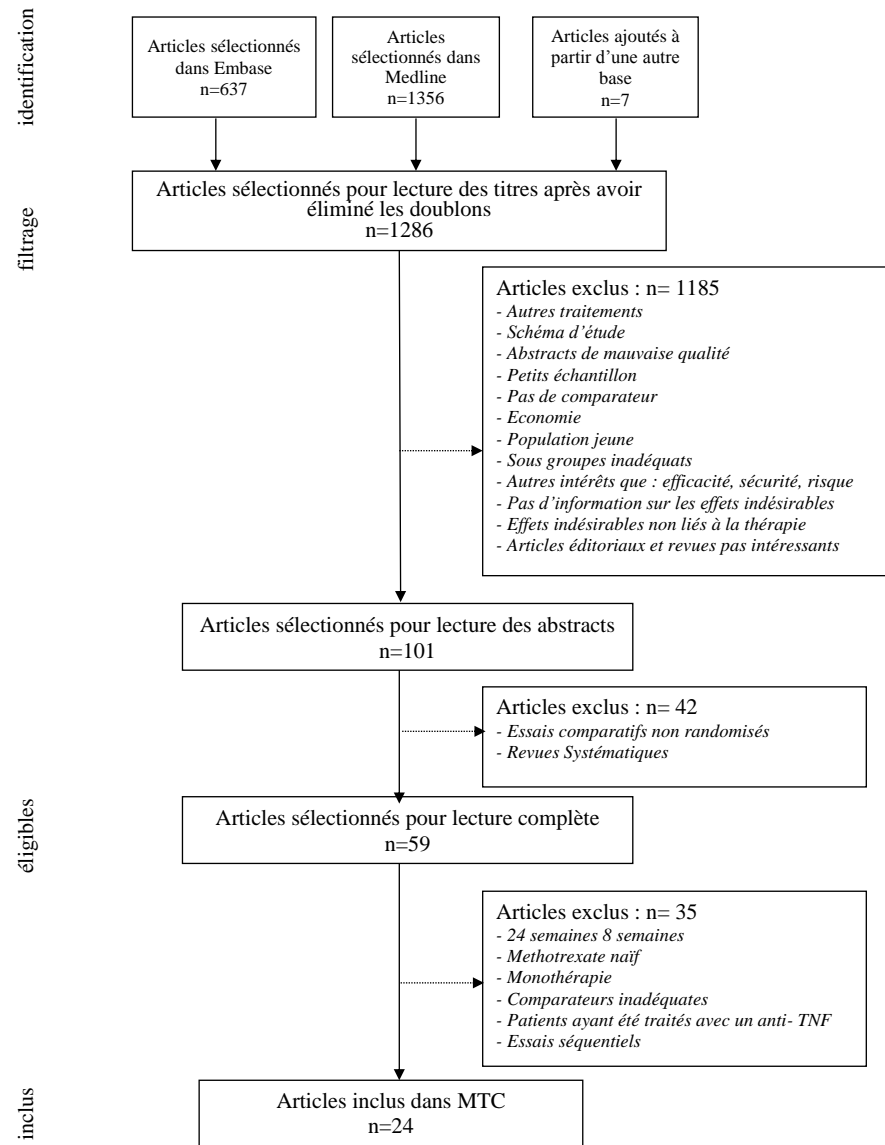 identification
Articles sélectionnés
dans Embase
n=637
Articles
sélectionnés dans
Medline
n=1356
Articles ajoutés à
partir d'une autre
base
n=7
filtrage
Articles sélectionnés pour lecture des titres après avoir
éliminé les doublons
n=1286
Articles exclus : n= 1185
- Autres traitements
- Schéma d'étude
- Abstracts de mauvaise qualité
- Petits échantillon
- Pas de comparateur
- Economie
- Population jeune
- Sous groupes inadéquats
- Autres intérêts que : efficacité, sécurité, risque
- Pas d'information sur les effets indésirables
- Effets indésirables non liés à la thérapie
- Articles éditoriaux et revues pas intéressants
Articles sélectionnés pour lecture des abstracts
n=101
Articles exclus : n= 42
- Essais comparatifs non randomisés
- Revues Systématiques
éligibles
Articles sélectionnés pour lecture complète
n=59
Articles exclus : n= 35
- 24 semaines 8 semaines
- Methotrexate naïf
- Monothérapie
- Comparateurs inadéquates
- Patients ayant été traités avec un anti- TNF
- Essais séquentiels
inclus
Articles inclus dans MTC
n=24